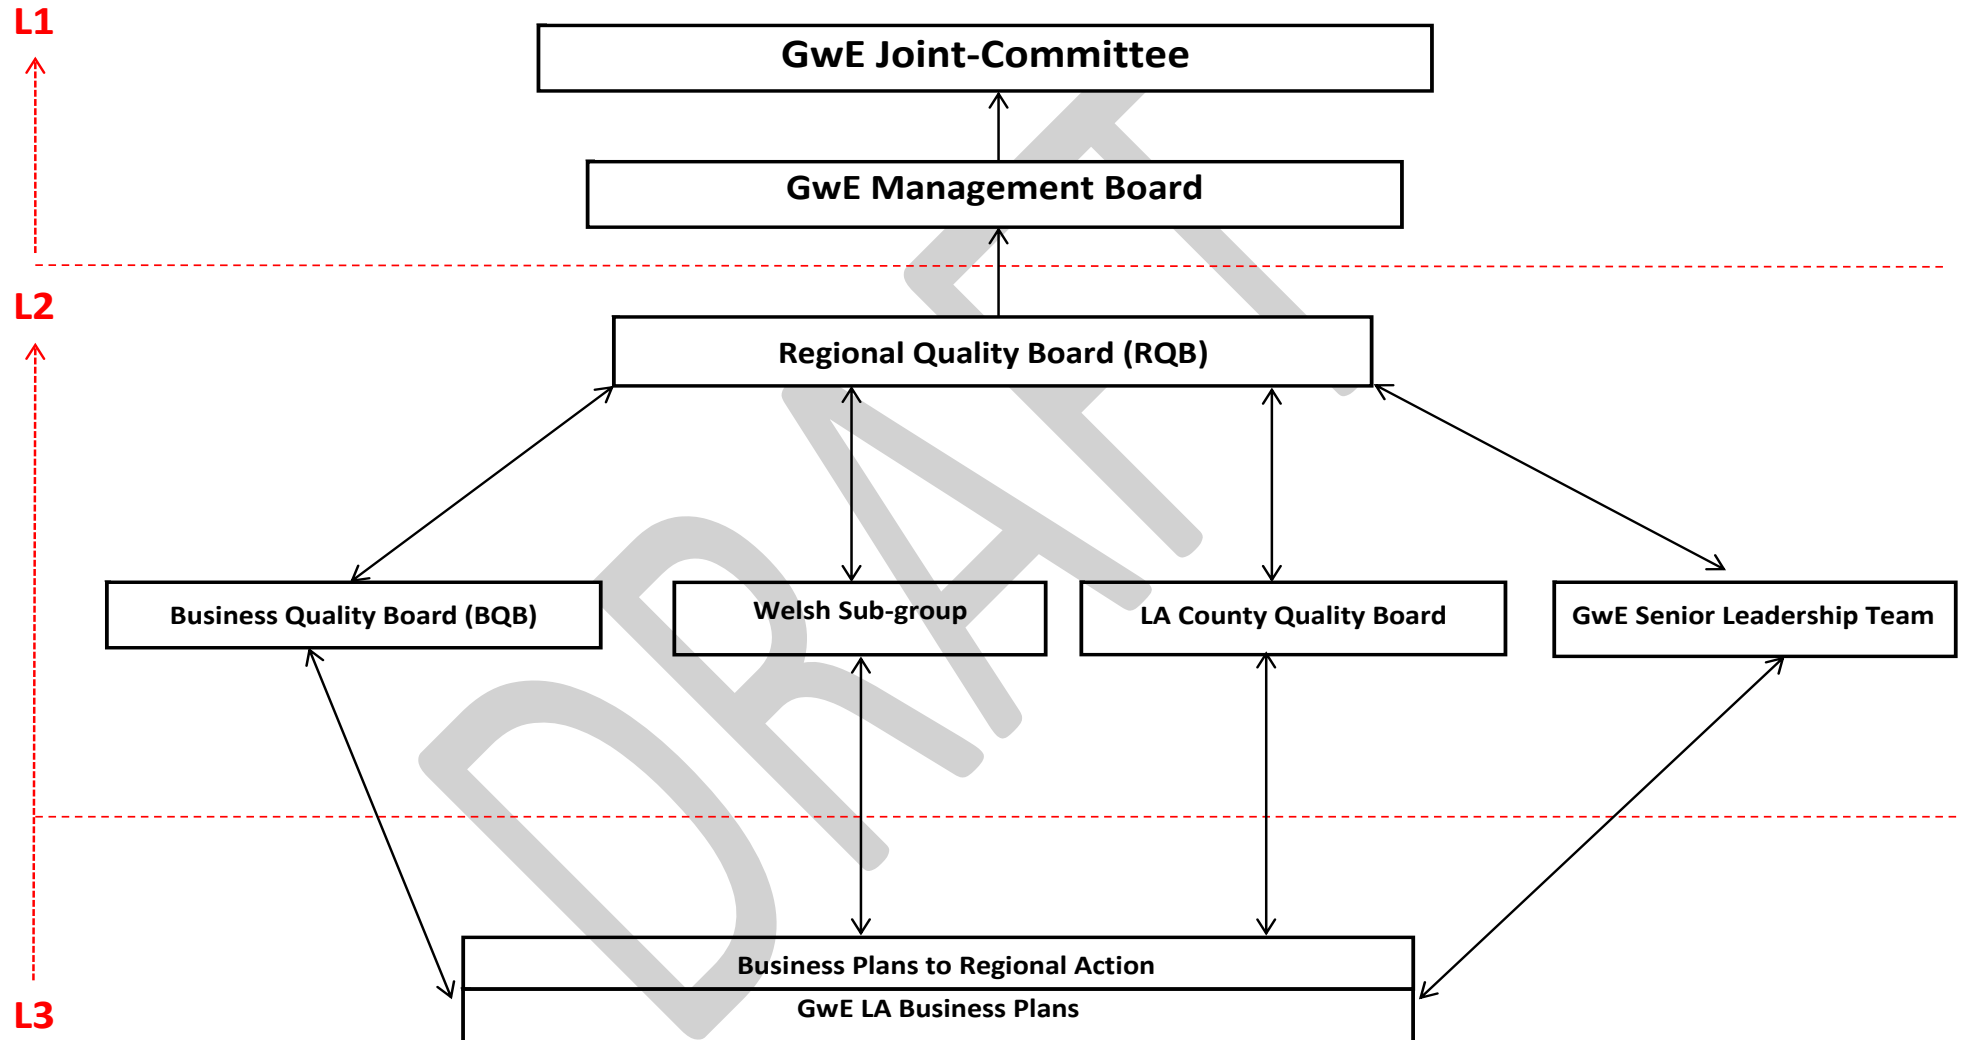 L1
GwE Joint-Committee
GwE Management Board
L2
Regional Quality Board (RQB)
Business Quality Board (BQB)
Welsh Sub-group
LA County Quality Board
GwE Senior Leadership Team
Business Plans to Regional Action
GwE LA Business Plans
L3
DRAFT